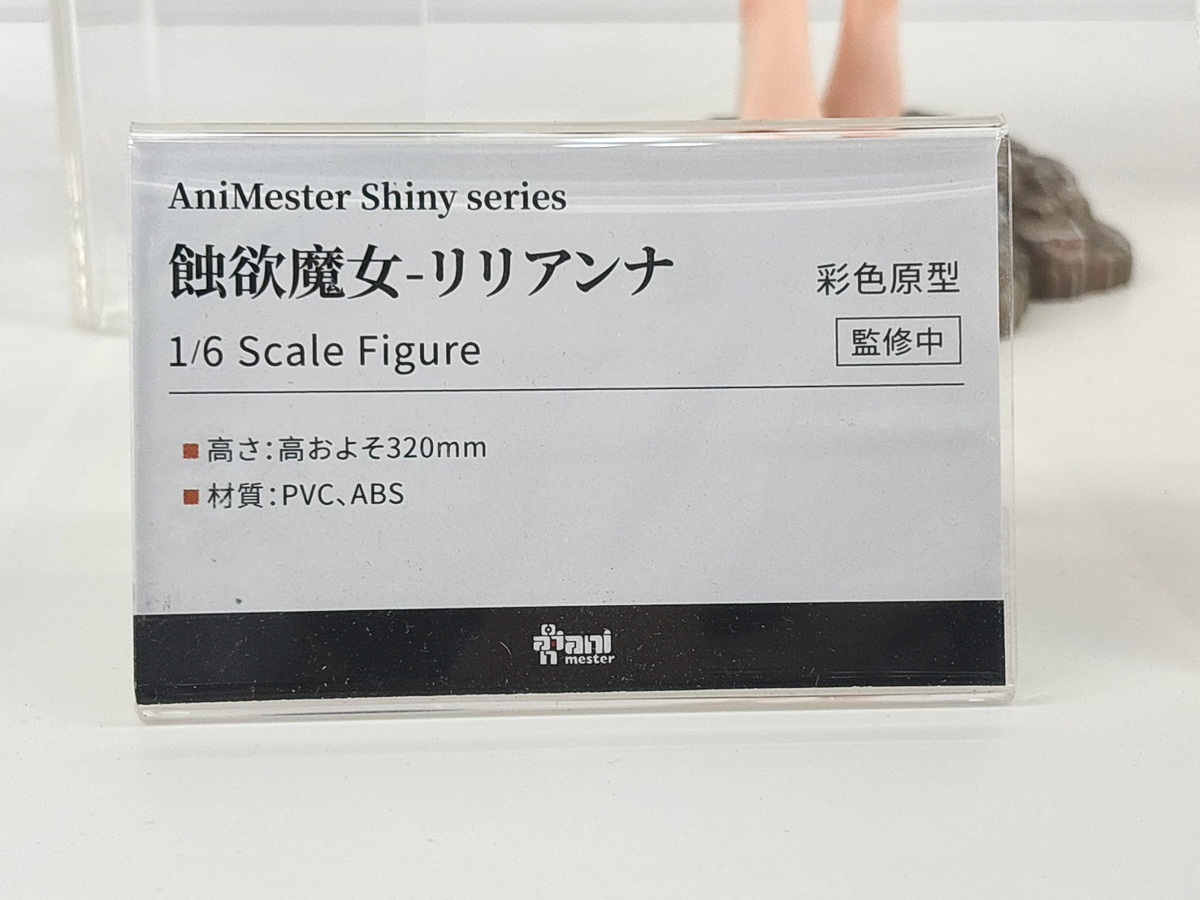 AniMester Shiny series
蝕欲魔女-リリアンナ
彩色原型
1/6 Scale Figure
監修中
■ 高さ：高およそ320mm
■ 材質：PVC、ABS
ani
mester